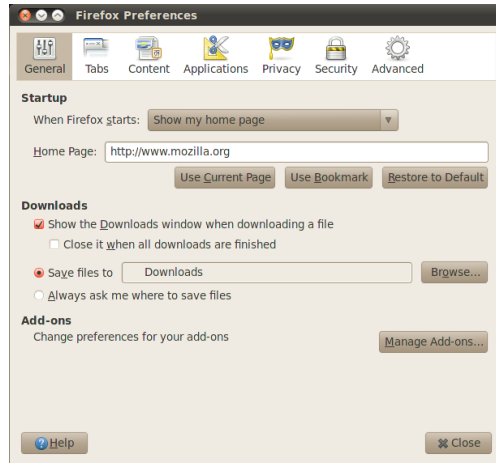 Firefox Preferences
General Tabs Content Applications Privacy Security Advanced
Startup
When Firefox starts: Show my home page
Home Page: http://www.mozilla.org
Use Current Page Use Bookmark Restore to Default
Downloads
Show the Downloads window when downloading a file
Close it when all downloads are finished
Save files to Downloads Browse...
Always ask me where to save files
Add-ons
Change preferences for your add-ons
Manage Add-ons...
Help Close